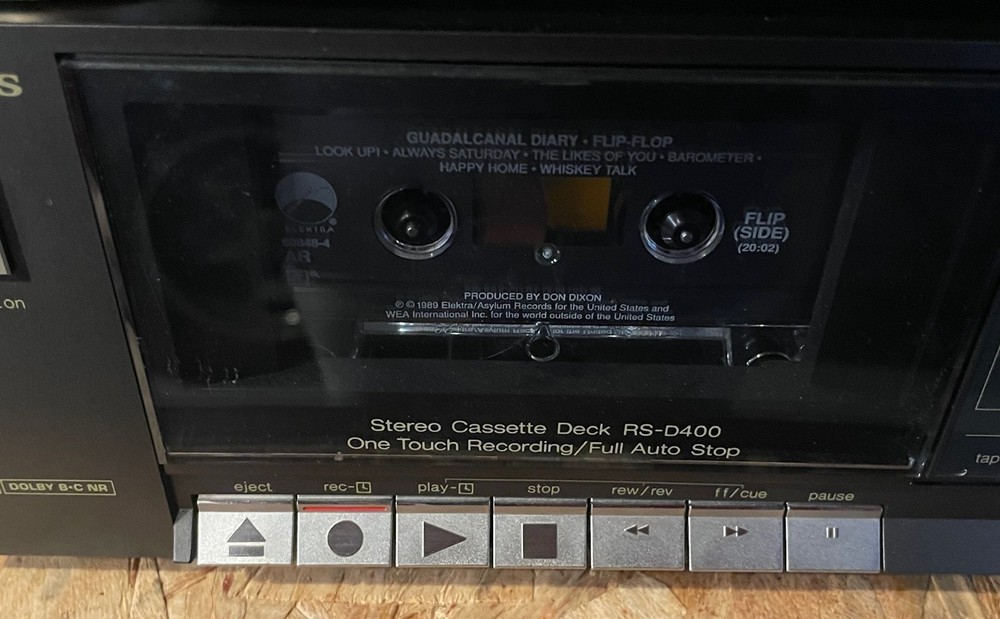 S
GUADALCANAL DIARY • FLIP-FLOP
LOOK UP! • ALWAYS SATURDAY • THE LIKES OF YOU • BAROMETER •
HAPPY HOME • WHISKEY TALK
ELEKTRA
FLIP
(SIDE)
(20:02)
AR
PRODUCED BY DON DIXON
℗ © 1989 Elektra/Asylum Records for the United States and
WEA International Inc. for the world outside of the United States
on
Stereo Cassette Deck RS-D400
One Touch Recording/Full Auto Stop
tap
DOLBY B-C NR
eject rec- play- stop rew/rev ff/cue pause